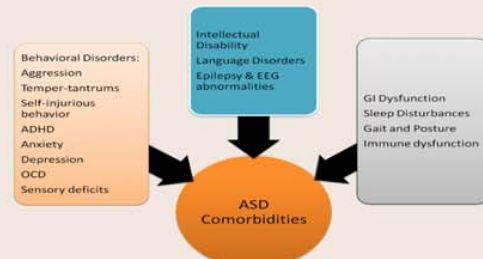 Behavioral Disorders:
Aggression
Temper-tantrums
Self-injurious
behavior
ADHD
Anxiety
Depression
OCD
Sensory deficits
Intellectual
Disability
Language Disorders
Epilepsy & EEG
abnormalities
GI Dysfunction
Sleep Disturbances
Gait and Posture
Immune dysfunction
ASD
Comorbidities